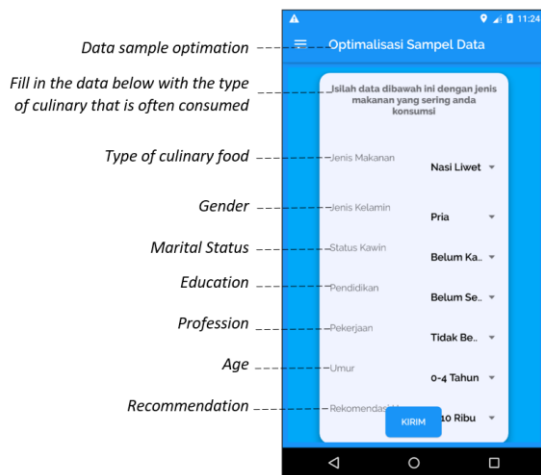 11:24
Data sample optimation
Optimalisasi Sampel Data
Fill in the data below with the type
of culinary that is often consumed
Isilah data dibawah ini dengan jenis
makanan yang sering anda
konsumsi
Type of culinary food
Jenis Makanan
Nasi Liwet
Gender
Jenis Kelamin
Pria
Marital Status
Status Kawin
Belum Ka..
Education
Pendidikan
Belum Se..
Profession
Pekerjaan
Tidak Be..
Age
Umur
0-4 Tahun
Recommendation
Rekomendasi
KIRIM
10 Ribu